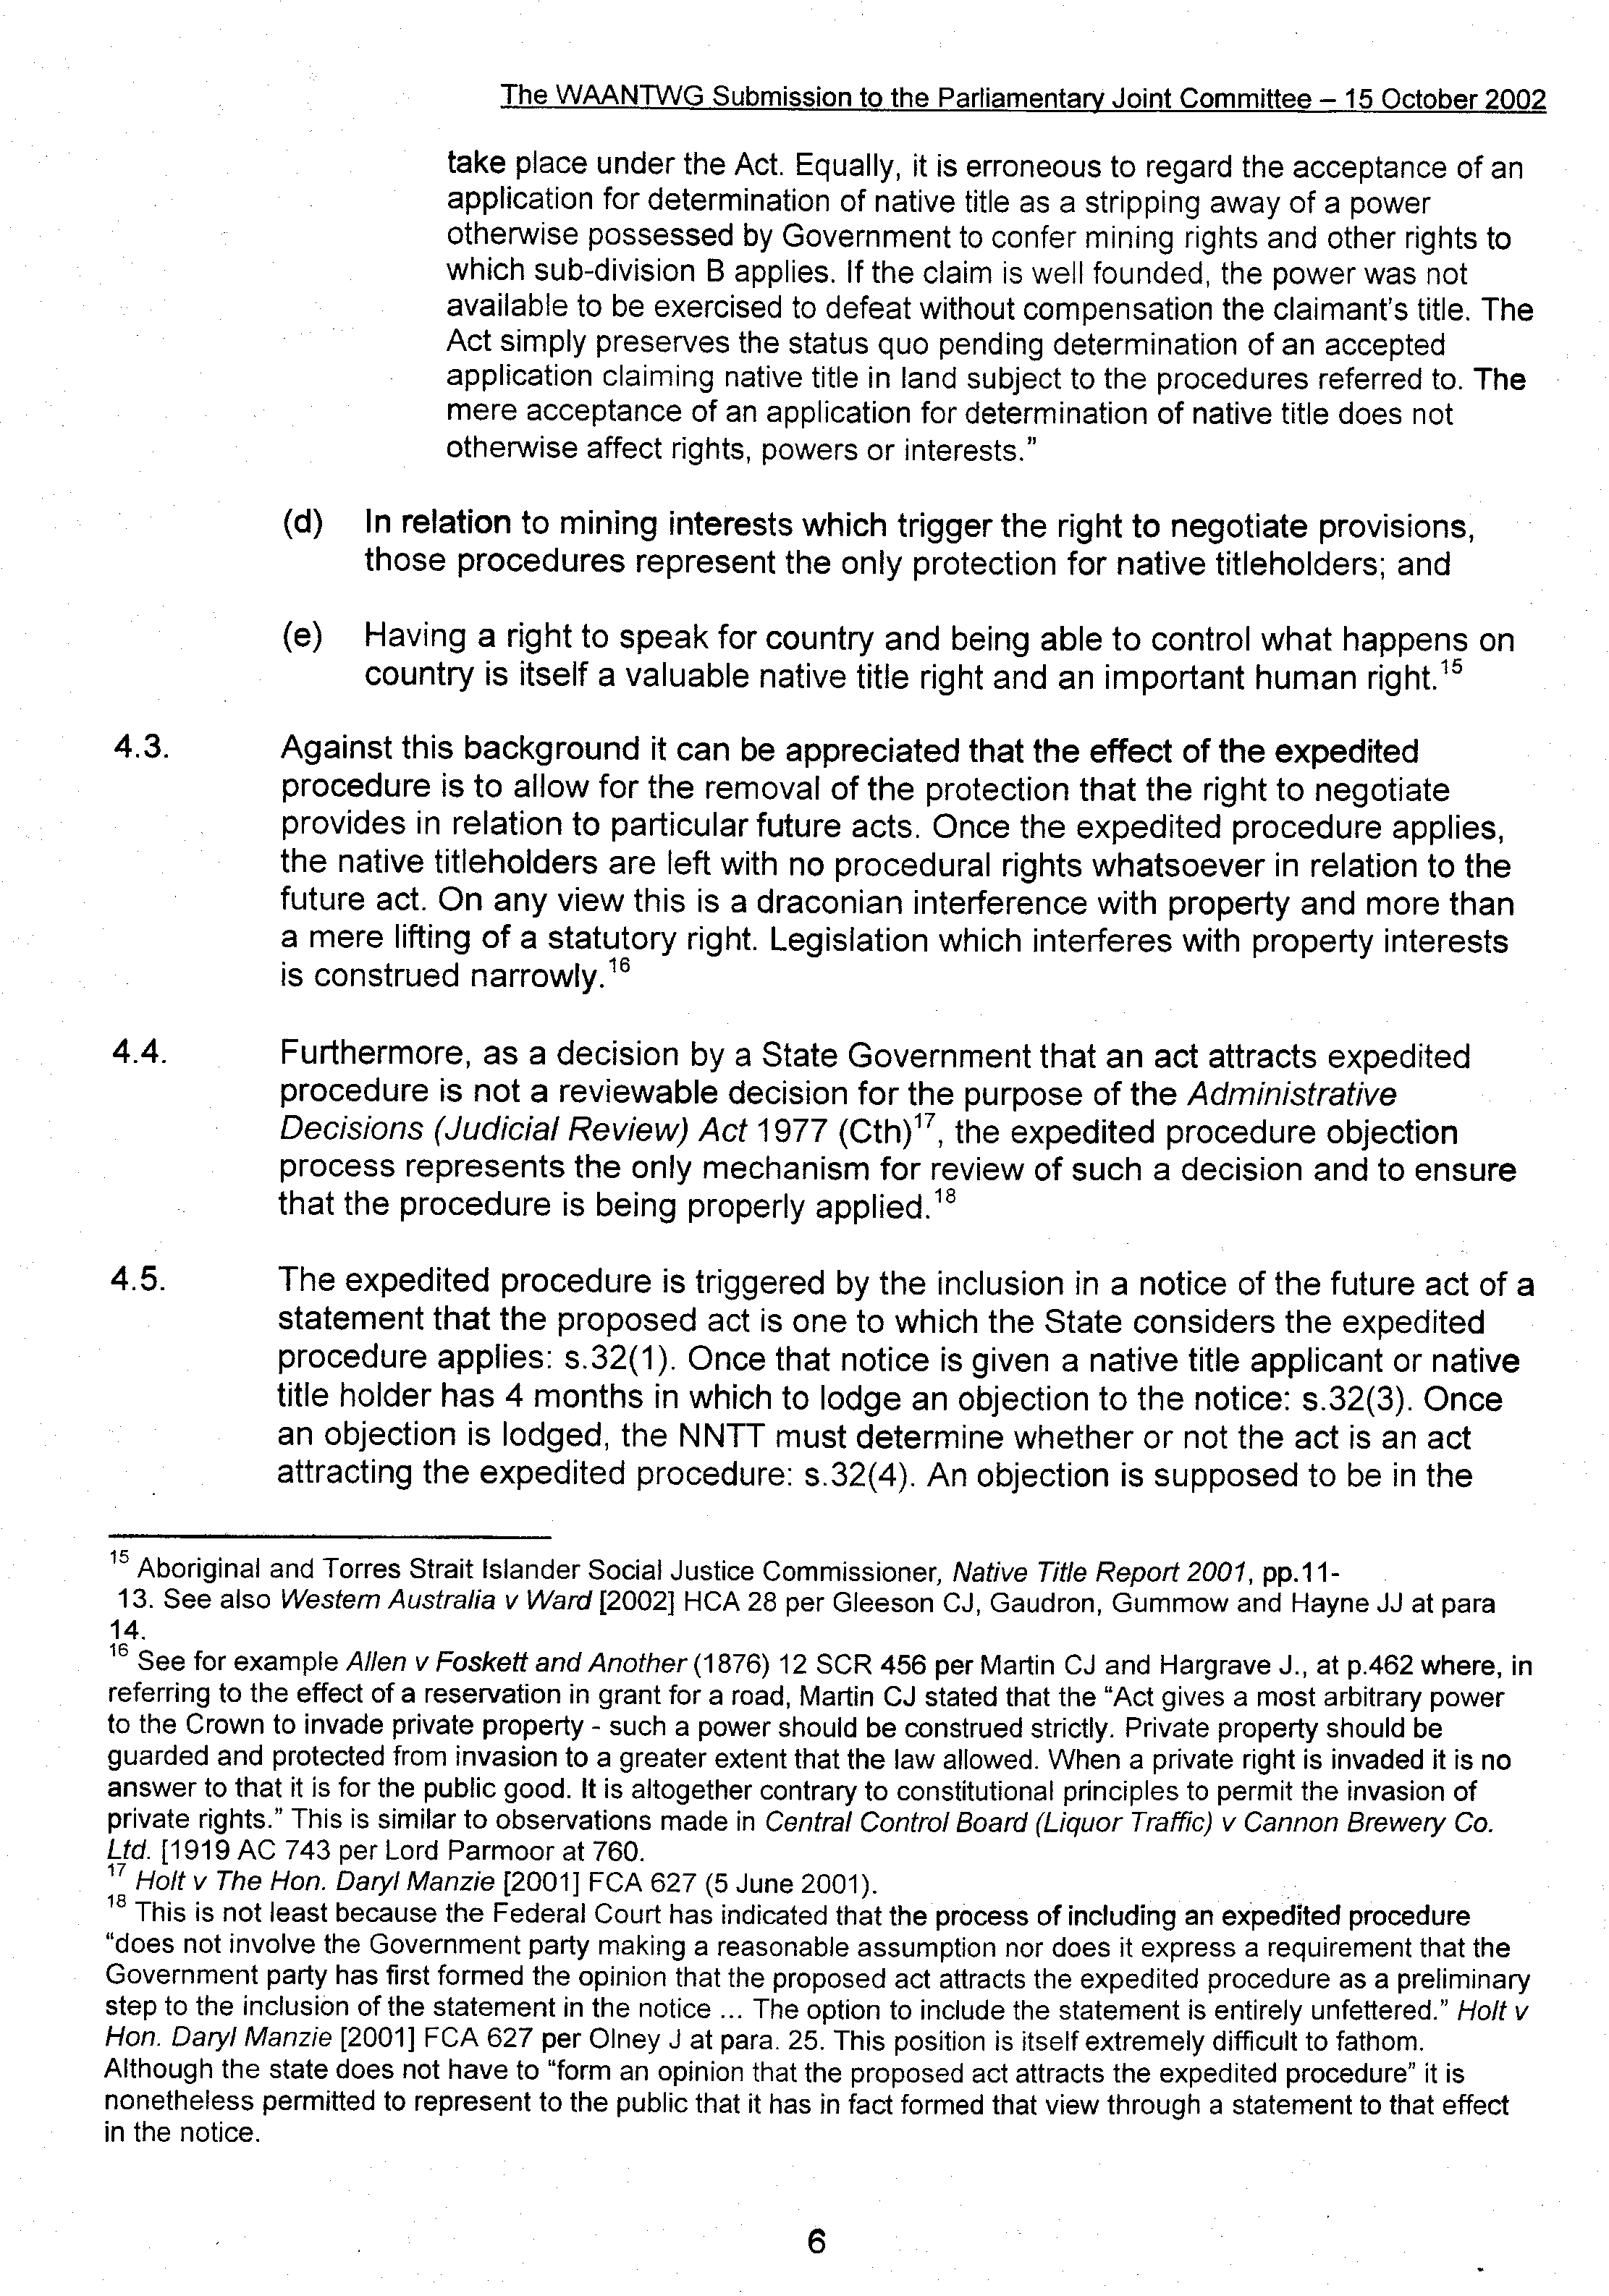 The WAANTWG Submission to the Parliamentary Joint Committee – 15 October 2002
take place under the Act. Equally, it is erroneous to regard the acceptance of an
application for determination of native title as a stripping away of a power
otherwise possessed by Government to confer mining rights and other rights to
which sub-division B applies. If the claim is well founded, the power was not
available to be exercised to defeat without compensation the claimant's title. The
Act simply preserves the status quo pending determination of an accepted
application claiming native title in land subject to the procedures referred to. The
mere acceptance of an application for determination of native title does not
otherwise affect rights, powers or interests."
(d) In relation to mining interests which trigger the right to negotiate provisions,
those procedures represent the only protection for native titleholders; and
(e) Having a right to speak for country and being able to control what happens on
country is itself a valuable native title right and an important human right.15
4.3. Against this background it can be appreciated that the effect of the expedited
procedure is to allow for the removal of the protection that the right to negotiate
provides in relation to particular future acts. Once the expedited procedure applies,
the native titleholders are left with no procedural rights whatsoever in relation to the
future act. On any view this is a draconian interference with property and more than
a mere lifting of a statutory right. Legislation which interferes with property interests
is construed narrowly.16
4.4. Furthermore, as a decision by a State Government that an act attracts expedited
procedure is not a reviewable decision for the purpose of the Administrative
Decisions (Judicial Review) Act 1977 (Cth)17, the expedited procedure objection
process represents the only mechanism for review of such a decision and to ensure
that the procedure is being properly applied.18
4.5. The expedited procedure is triggered by the inclusion in a notice of the future act of a
statement that the proposed act is one to which the State considers the expedited
procedure applies: s.32(1). Once that notice is given a native title applicant or native
title holder has 4 months in which to lodge an objection to the notice: s.32(3). Once
an objection is lodged, the NNTT must determine whether or not the act is an act
attracting the expedited procedure: s.32(4). An objection is supposed to be in the
15 Aboriginal and Torres Strait Islander Social Justice Commissioner, Native Title Report 2001, pp.11-
13. See also Western Australia v Ward [2002] HCA 28 per Gleeson CJ, Gaudron, Gummow and Hayne JJ at para
14.
16 See for example Allen v Foskett and Another (1876) 12 SCR 456 per Martin CJ and Hargrave J., at p.462 where, in
referring to the effect of a reservation in grant for a road, Martin CJ stated that the "Act gives a most arbitrary power
to the Crown to invade private property - such a power should be construed strictly. Private property should be
guarded and protected from invasion to a greater extent that the law allowed. When a private right is invaded it is no
answer to that it is for the public good. It is altogether contrary to constitutional principles to permit the invasion of
private rights." This is similar to observations made in Central Control Board (Liquor Traffic) v Cannon Brewery Co.
Ltd. [1919 AC 743 per Lord Parmoor at 760.
17 Holt v The Hon. Daryl Manzie [2001] FCA 627 (5 June 2001).
18 This is not least because the Federal Court has indicated that the process of including an expedited procedure
"does not involve the Government party making a reasonable assumption nor does it express a requirement that the
Government party has first formed the opinion that the proposed act attracts the expedited procedure as a preliminary
step to the inclusion of the statement in the notice ... The option to include the statement is entirely unfettered." Holt v
Hon. Daryl Manzie [2001] FCA 627 per Olney J at para. 25. This position is itself extremely difficult to fathom.
Although the state does not have to "form an opinion that the proposed act attracts the expedited procedure" it is
nonetheless permitted to represent to the public that it has in fact formed that view through a statement to that effect
in the notice.
6